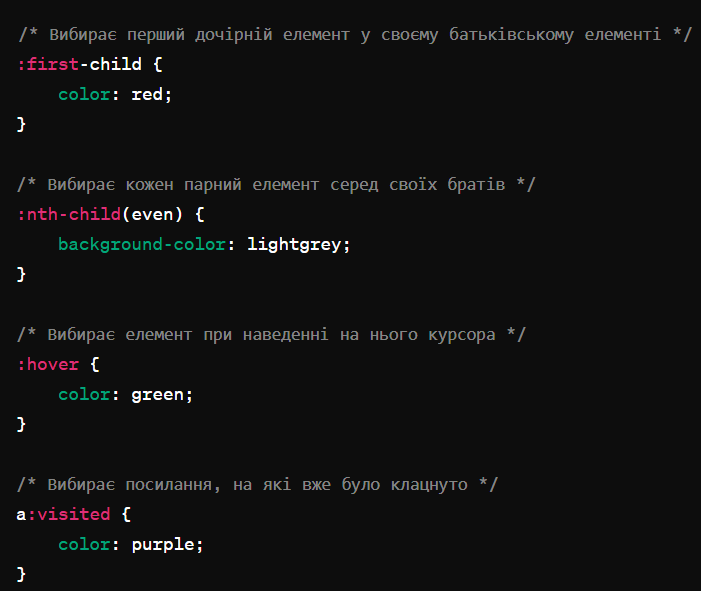 /* Вибирає перший дочірній елемент у своєму батьківському елементі */
:first-child {
    color: red;
}

/* Вибирає кожен парний елемент серед своїх братів */
:nth-child(even) {
    background-color: lightgrey;
}

/* Вибирає елемент при наведенні на нього курсора */
:hover {
    color: green;
}

/* Вибирає посилання, на які вже було клацнуто */
a:visited {
    color: purple;
}